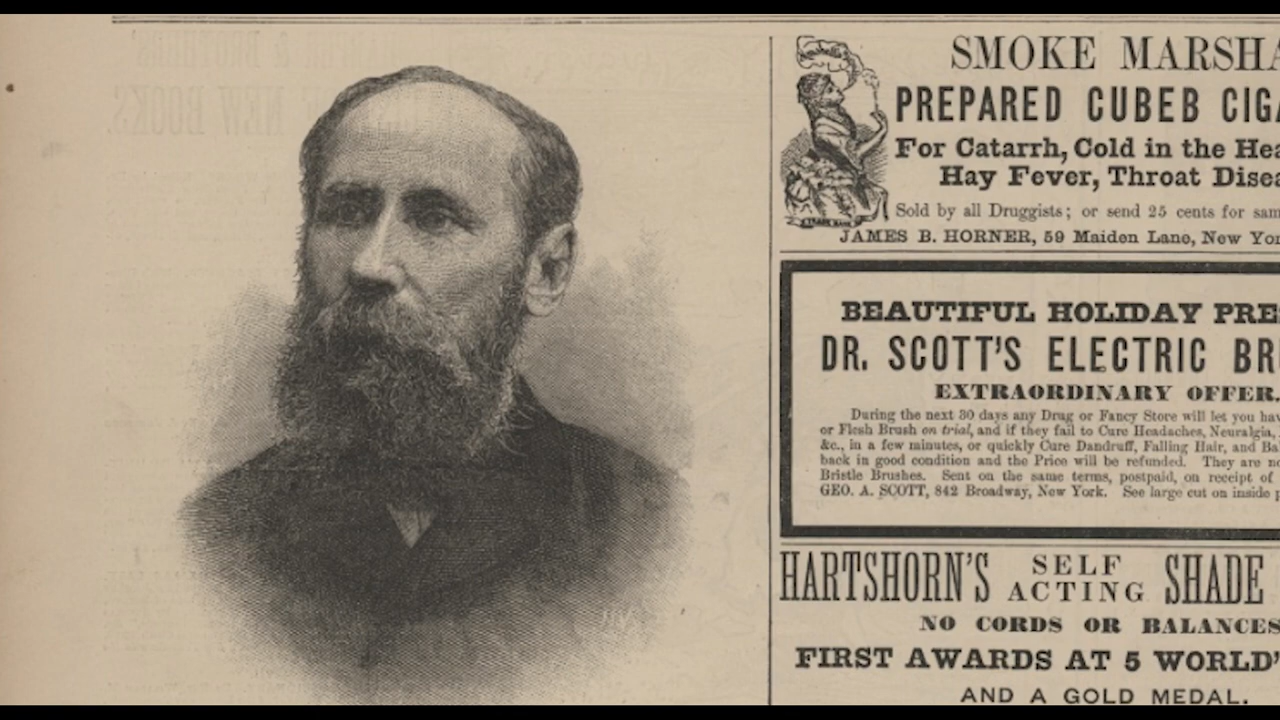 SMOKE MARSHA
PREPARED CUBEB CIGA
For Catarrh, Cold in the Hea
Hay Fever, Throat Disea
Sold by all Druggists; or send 25 cents for sam
JAMES B. HORNER, 59 Maiden Lane, New Yor
BEAUTIFUL HOLIDAY PRE
DR. SCOTT'S ELECTRIC BR
EXTRAORDINARY OFFER.
During the next 30 days any Drug or Fancy Store will let you hav
or Flesh Brush on trial, and if they fail to Cure Headaches, Neuralgia,
&c., in a few minutes, or quickly Cure Dandruff, Falling Hair, and Ba
back in good condition and the Price will be refunded. They are no
Bristle Brushes. Sent on the same terms, postpaid, on receipt of
GEO. A. SCOTT, 842 Broadway, New York. See large cut on inside p
HARTSHORN'S SELF ACTING SHADE
NO CORDS OR BALANCES
FIRST AWARDS AT 5 WORLD'
AND A GOLD MEDAL.